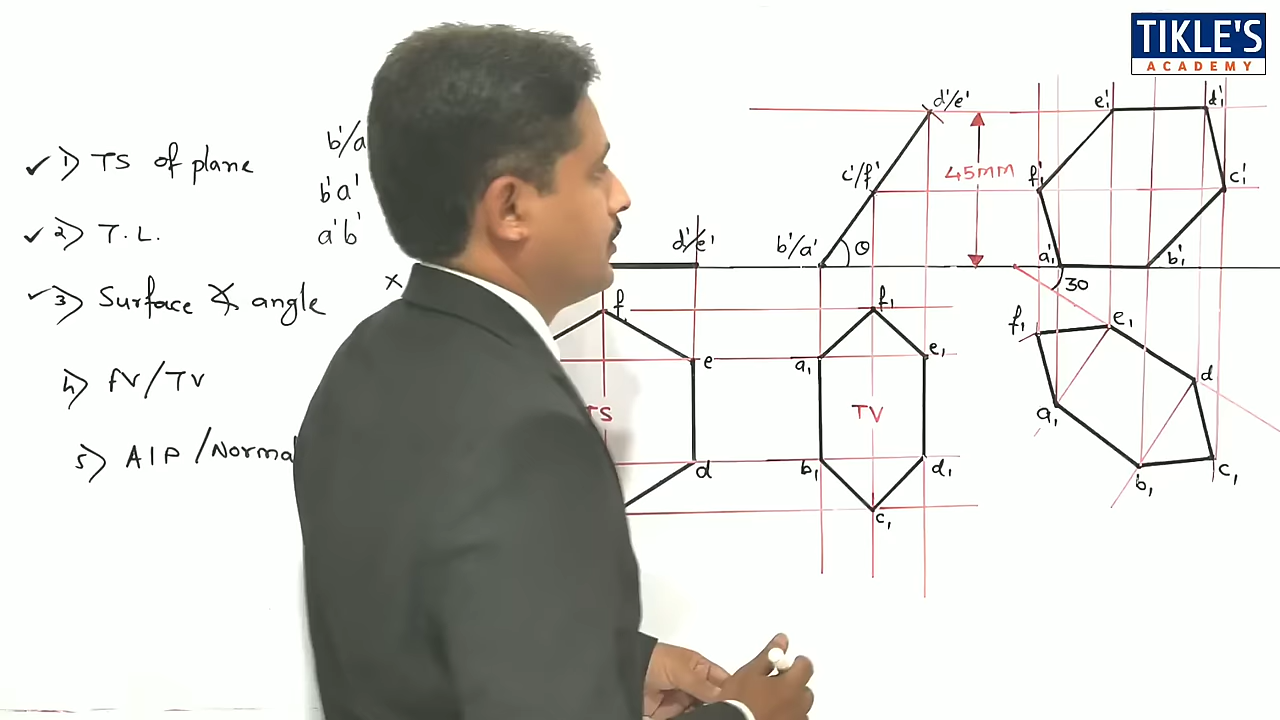 TIKLE'S
ACADEMY
✓ 1) TS of plane
✓ 2) T.L.
✓ 3) Surface ∡ angle
4) FV/TV
5) AIP /Norma
b'/a
b'a'
a'b'
x
d'/e'
f
e
TS
d
d'/e'
c'/f'
b'/a'
θ
45MM
f1
a1
e1
TV
b1
d1
c1
e'1
d'1
f'1
c'1
a'1
b'1
30
f1
e1
d
a1
b1
c1